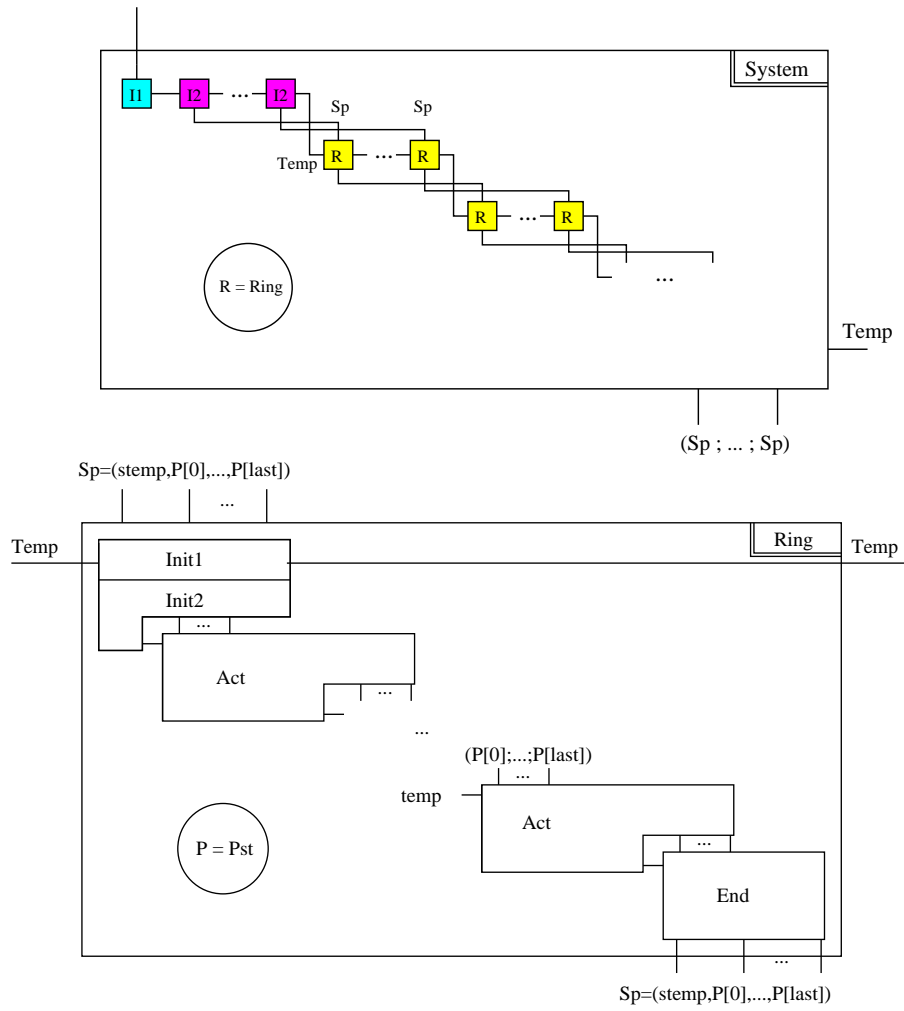 System
I1 I2 ... I2
Sp Sp
Temp R ... R
R ... R
...
R = Ring
Temp
(Sp ; ... ; Sp)
Sp=(stemp,P[0],...,P[last])
...
Temp Ring Temp
Init1
Init2
...
Act
...
...
(P[0];...;P[last])
...
temp
Act
P = Pst
...
End
...
Sp=(stemp,P[0],...,P[last])